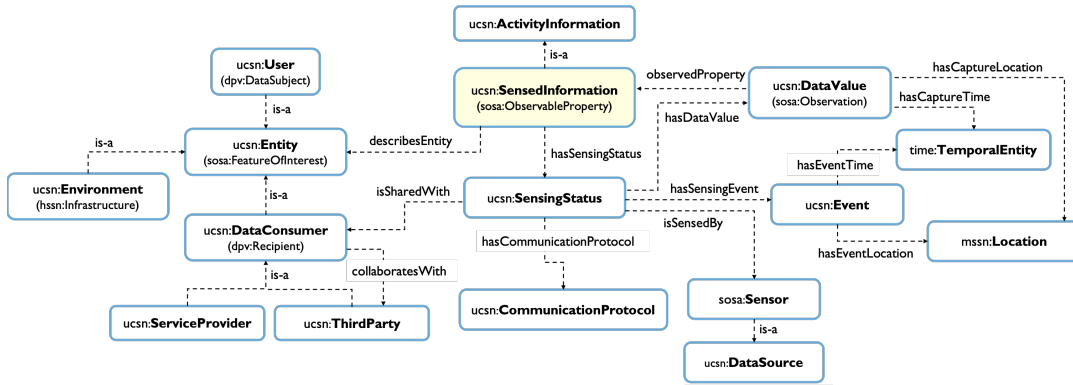 ucsn:ActivityInformation
is-a
ucsn:User
(dpv:DataSubject)
is-a
ucsn:SensedInformation
(sosa:ObservableProperty)
observedProperty
ucsn:DataValue
(sosa:Observation)
hasCaptureLocation
hasCaptureTime
hasDataValue
ucsn:Entity
(sosa:FeatureOfInterest)
describesEntity
is-a
hasSensingStatus
time:TemporalEntity
hasEventTime
ucsn:Environment
(hssn:Infrastructure)
is-a
isSharedWith
ucsn:SensingStatus
hasSensingEvent
ucsn:Event
isSensedBy
ucsn:DataConsumer
(dpv:Recipient)
hasCommunicationProtocol
mssn:Location
hasEventLocation
is-a
collaboratesWith
ucsn:ServiceProvider
ucsn:ThirdParty
ucsn:CommunicationProtocol
sosa:Sensor
is-a
ucsn:DataSource